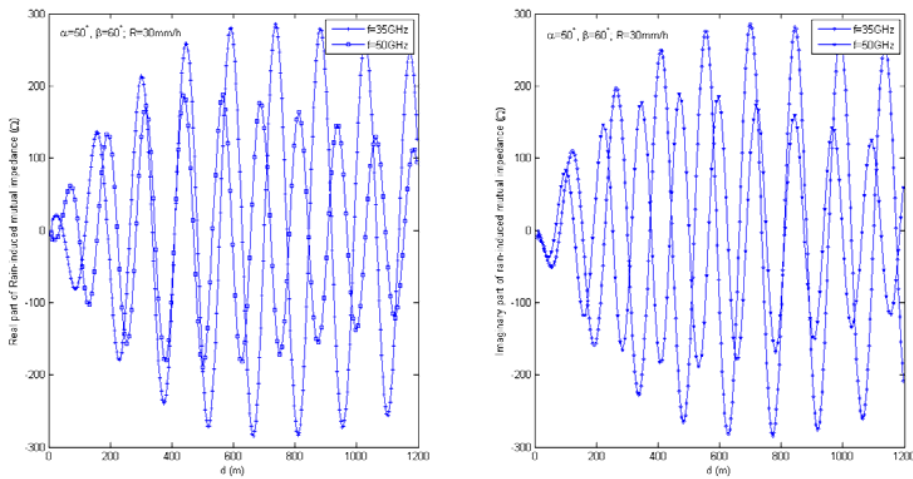 α=50°, β=60°; R=30mm/h
f=35GHz
f=50GHz
300
200
100
0
-100
-200
-300
0
200
400
600
800
1000
1200
Real part of Rain-induced mutual impedance (Ω)
d (m)
α=50°, β=60°; R=30mm/h
f=35GHz
f=50GHz
300
200
100
0
-100
-200
-300
0
200
400
600
800
1000
1200
Imaginary part of rain-induced mutual impedance (Ω)
d (m)